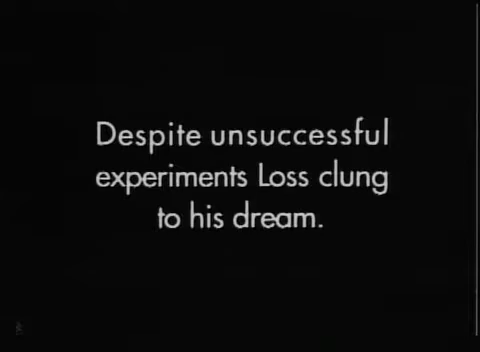 Despite unsuccessful
experiments Loss clung
to his dream.